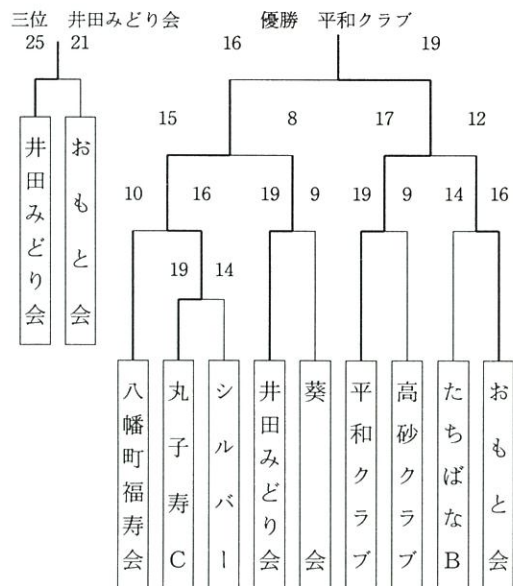 三位　井田みどり会
25　21
井田みどり会
おもと会
優勝　平和クラブ
16　19
15　8　17　12
10　16　19　9　19　9　14　16
19　14
八幡町福寿会
丸子寿C
シルバー
井田みどり会
葵会
平和クラブ
高砂クラブ
たちばなB
おもと会